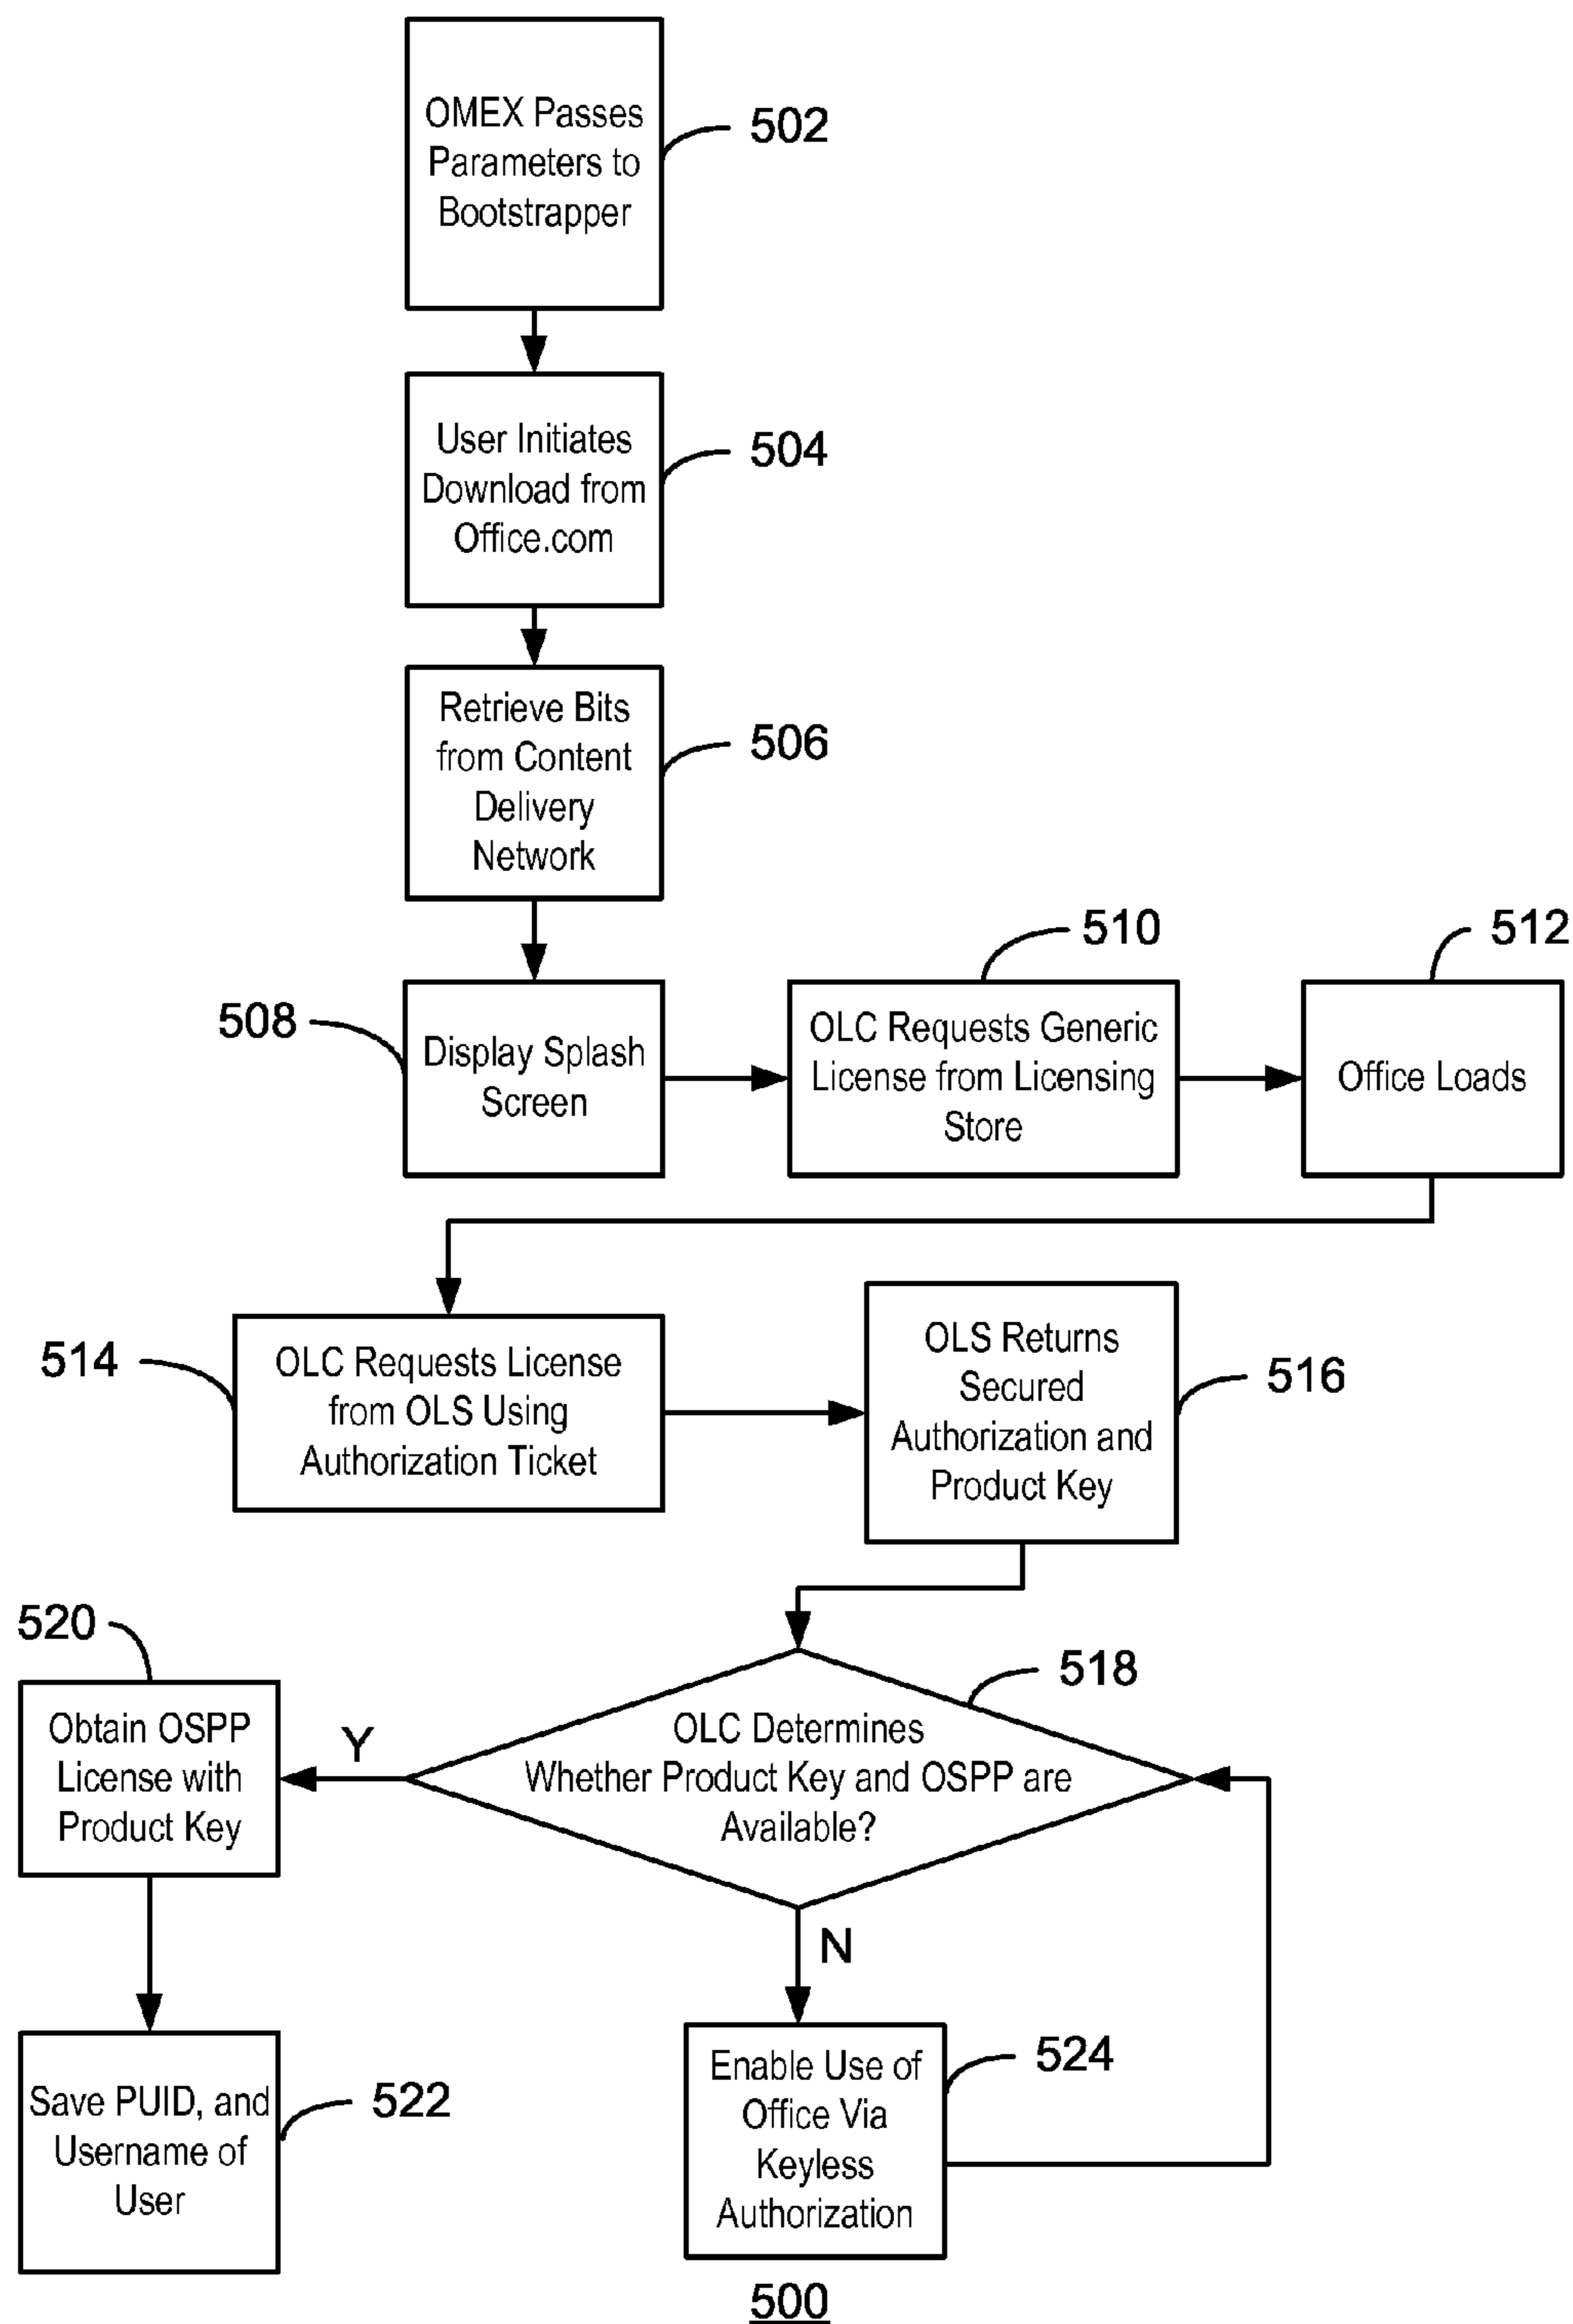 OMEX Passes
Parameters to
Bootstrapper
502
User Initiates
Download from
Office.com
504
Retrieve Bits
from Content
Delivery
Network
506
508
Display Splash
Screen
510
OLC Requests Generic
License from Licensing
Store
512
Office Loads
514
OLC Requests License
from OLS Using
Authorization Ticket
OLS Returns
Secured
Authorization and
Product Key
516
518
OLC Determines
Whether Product Key and OSPP are
Available?
Y
520
Obtain OSPP
License with
Product Key
Save PUID, and
Username of
User
522
N
Enable Use of
Office Via
Keyless
Authorization
524
500